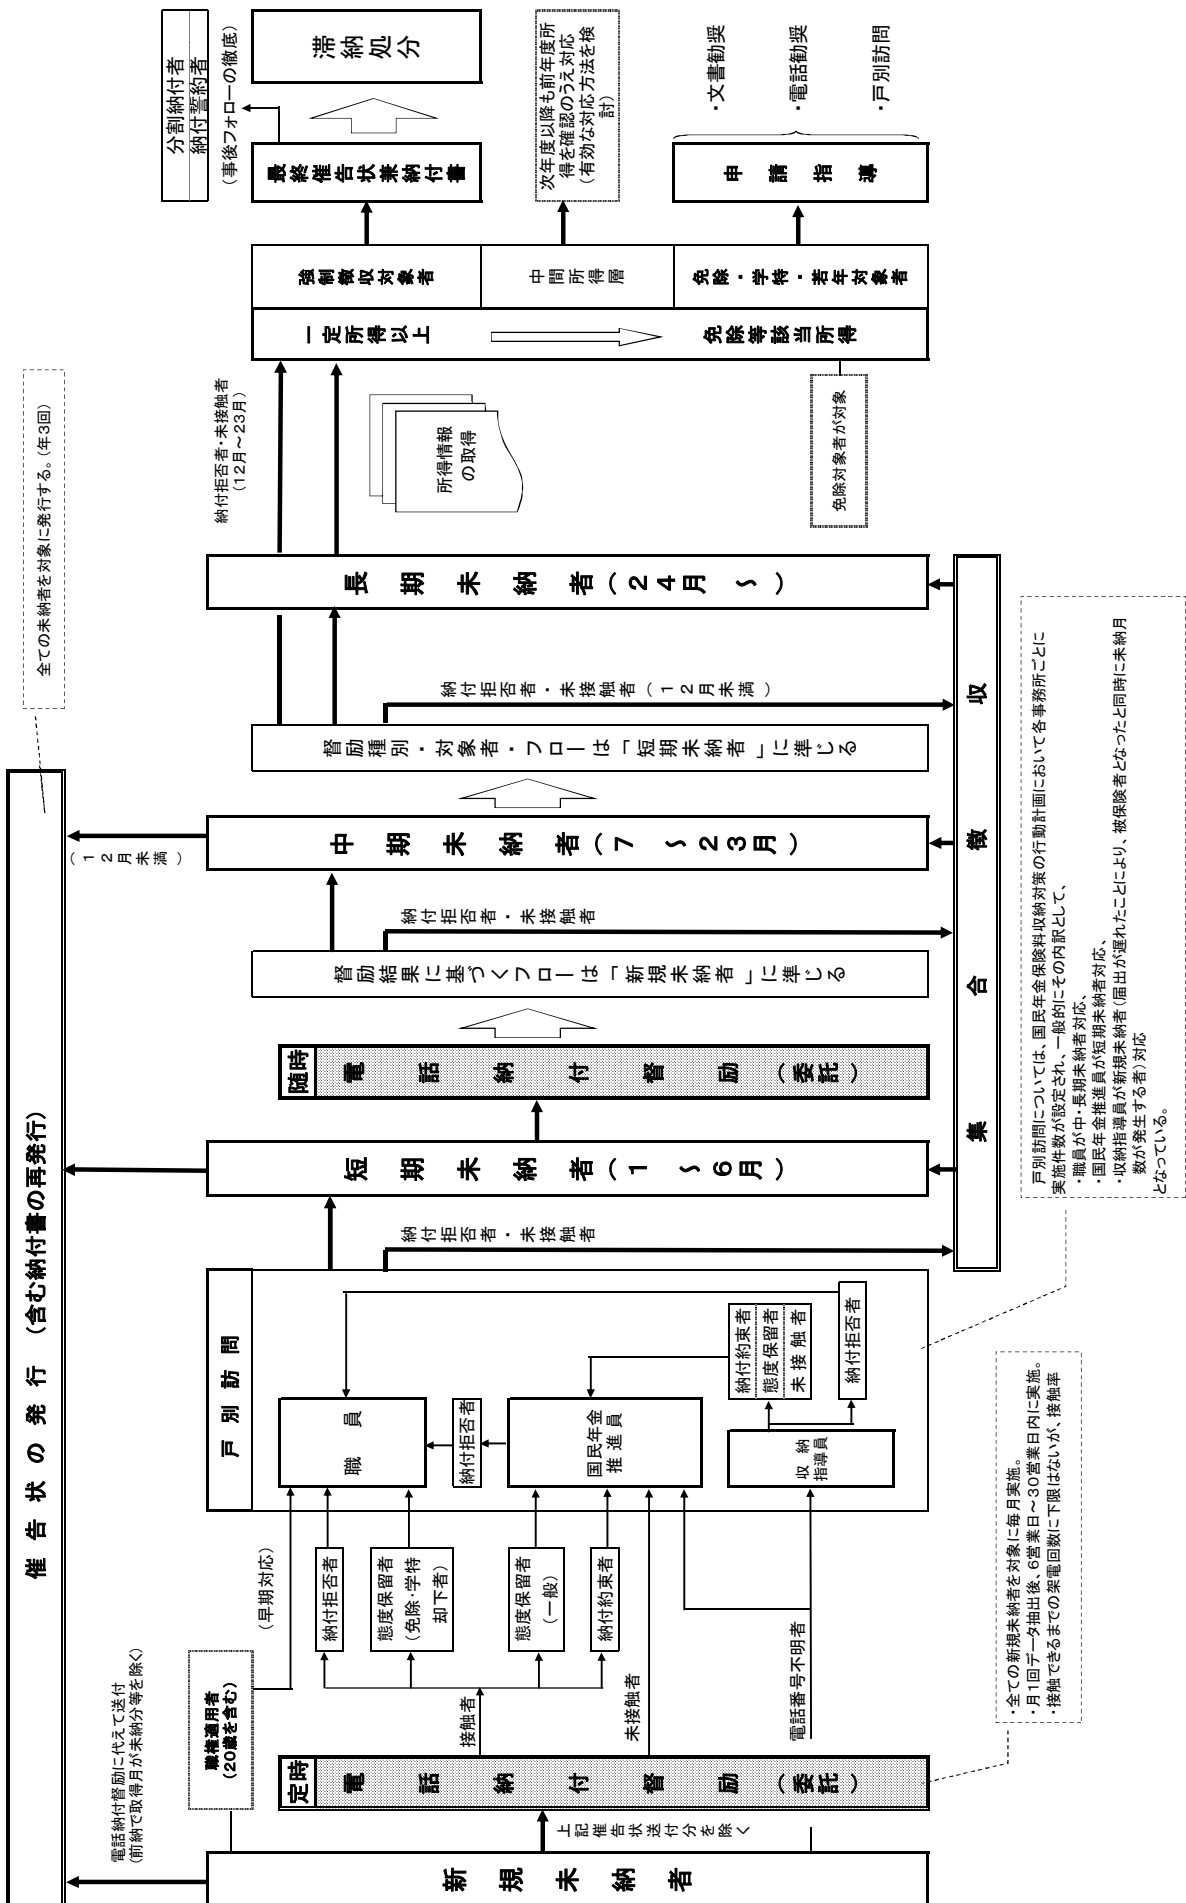 催告状の発行（含む納付書の再発行）
全ての未納者を対象に発行する。（年3回）
電話納付督励に代えて送付
（前納で取得月が未納分等を除く）
（12月未満）
新規未納者
上記催告状送付分を除く
職権適用者
（20歳を含む）
定時
電話納付督励（委託）
・全ての新規未納者を対象に毎月実施。
・月1回データ抽出後、6営業日～30営業日内に実施。
・接触できるまでの架電回数に下限はないが、接触率
接触者
未接触者
電話番号不明者
（早期対応）
納付拒否者
態度保留者
（免除・学特
却下者）
態度保留者
（一般）
納付約束者
戸別訪問
職員
納付拒否者
国民年金
推進員
収納
指導員
納付約束者
態度保留者
未接触者
納付拒否者
納付拒否者・未接触者
戸別訪問については、国民年金保険料収納対策の行動計画において各事務所ごとに
実施件数が設定され、一般的にその内訳として、
・職員が中・長期未納者対応、
・国民年金推進員が短期未納者対応、
・収納指導員が新規未納者（届出が遅れたことにより、被保険者となったと同時に未納月
数が発生する者）対応
となっている。
短期未納者（1～6月）
随時
電話納付督励（委託）
督励結果に基づくフローは「新規未納者」に準じる
納付拒否者・未接触者
中期未納者（7～23月）
督励種別・対象者・フローは「短期未納者」に準じる
納付拒否者・未接触者（12月未満）
長期未納者（24月～）
集合徴収
納付拒否者・未接触者
（12月～23月）
所得情報
の取得
免除対象者が対象
一定所得以上
免除等該当所得
強制徴収対象者
中間所得層
免除・学特・若年対象者
最終催告状兼納付書
分割納付者
納付誓約者
（事後フォローの徹底）
滞納処分
次年度以降も前年度所
得を確認のうえ対応
（有効な対応方法を検
討）
申請指導
・文書勧奨
・電話勧奨
・戸別訪問